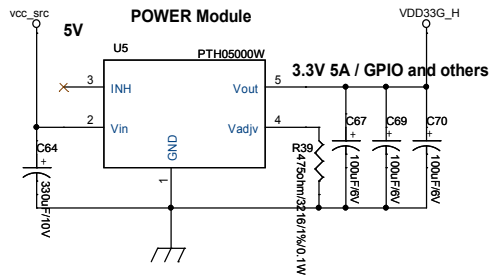 vcc_src
POWER Module
VDD33G_H
5V
U5
PTH05000W
3.3V 5A / GPIO and others
3
INH
Vout
5
2
Vin
Vadjv
4
GND
1
C64
+
330uF/10V
R39
475ohm/3216/1%/0.1W
C67
+
100uF/6V
C69
+
100uF/6V
C70
+
100uF/6V